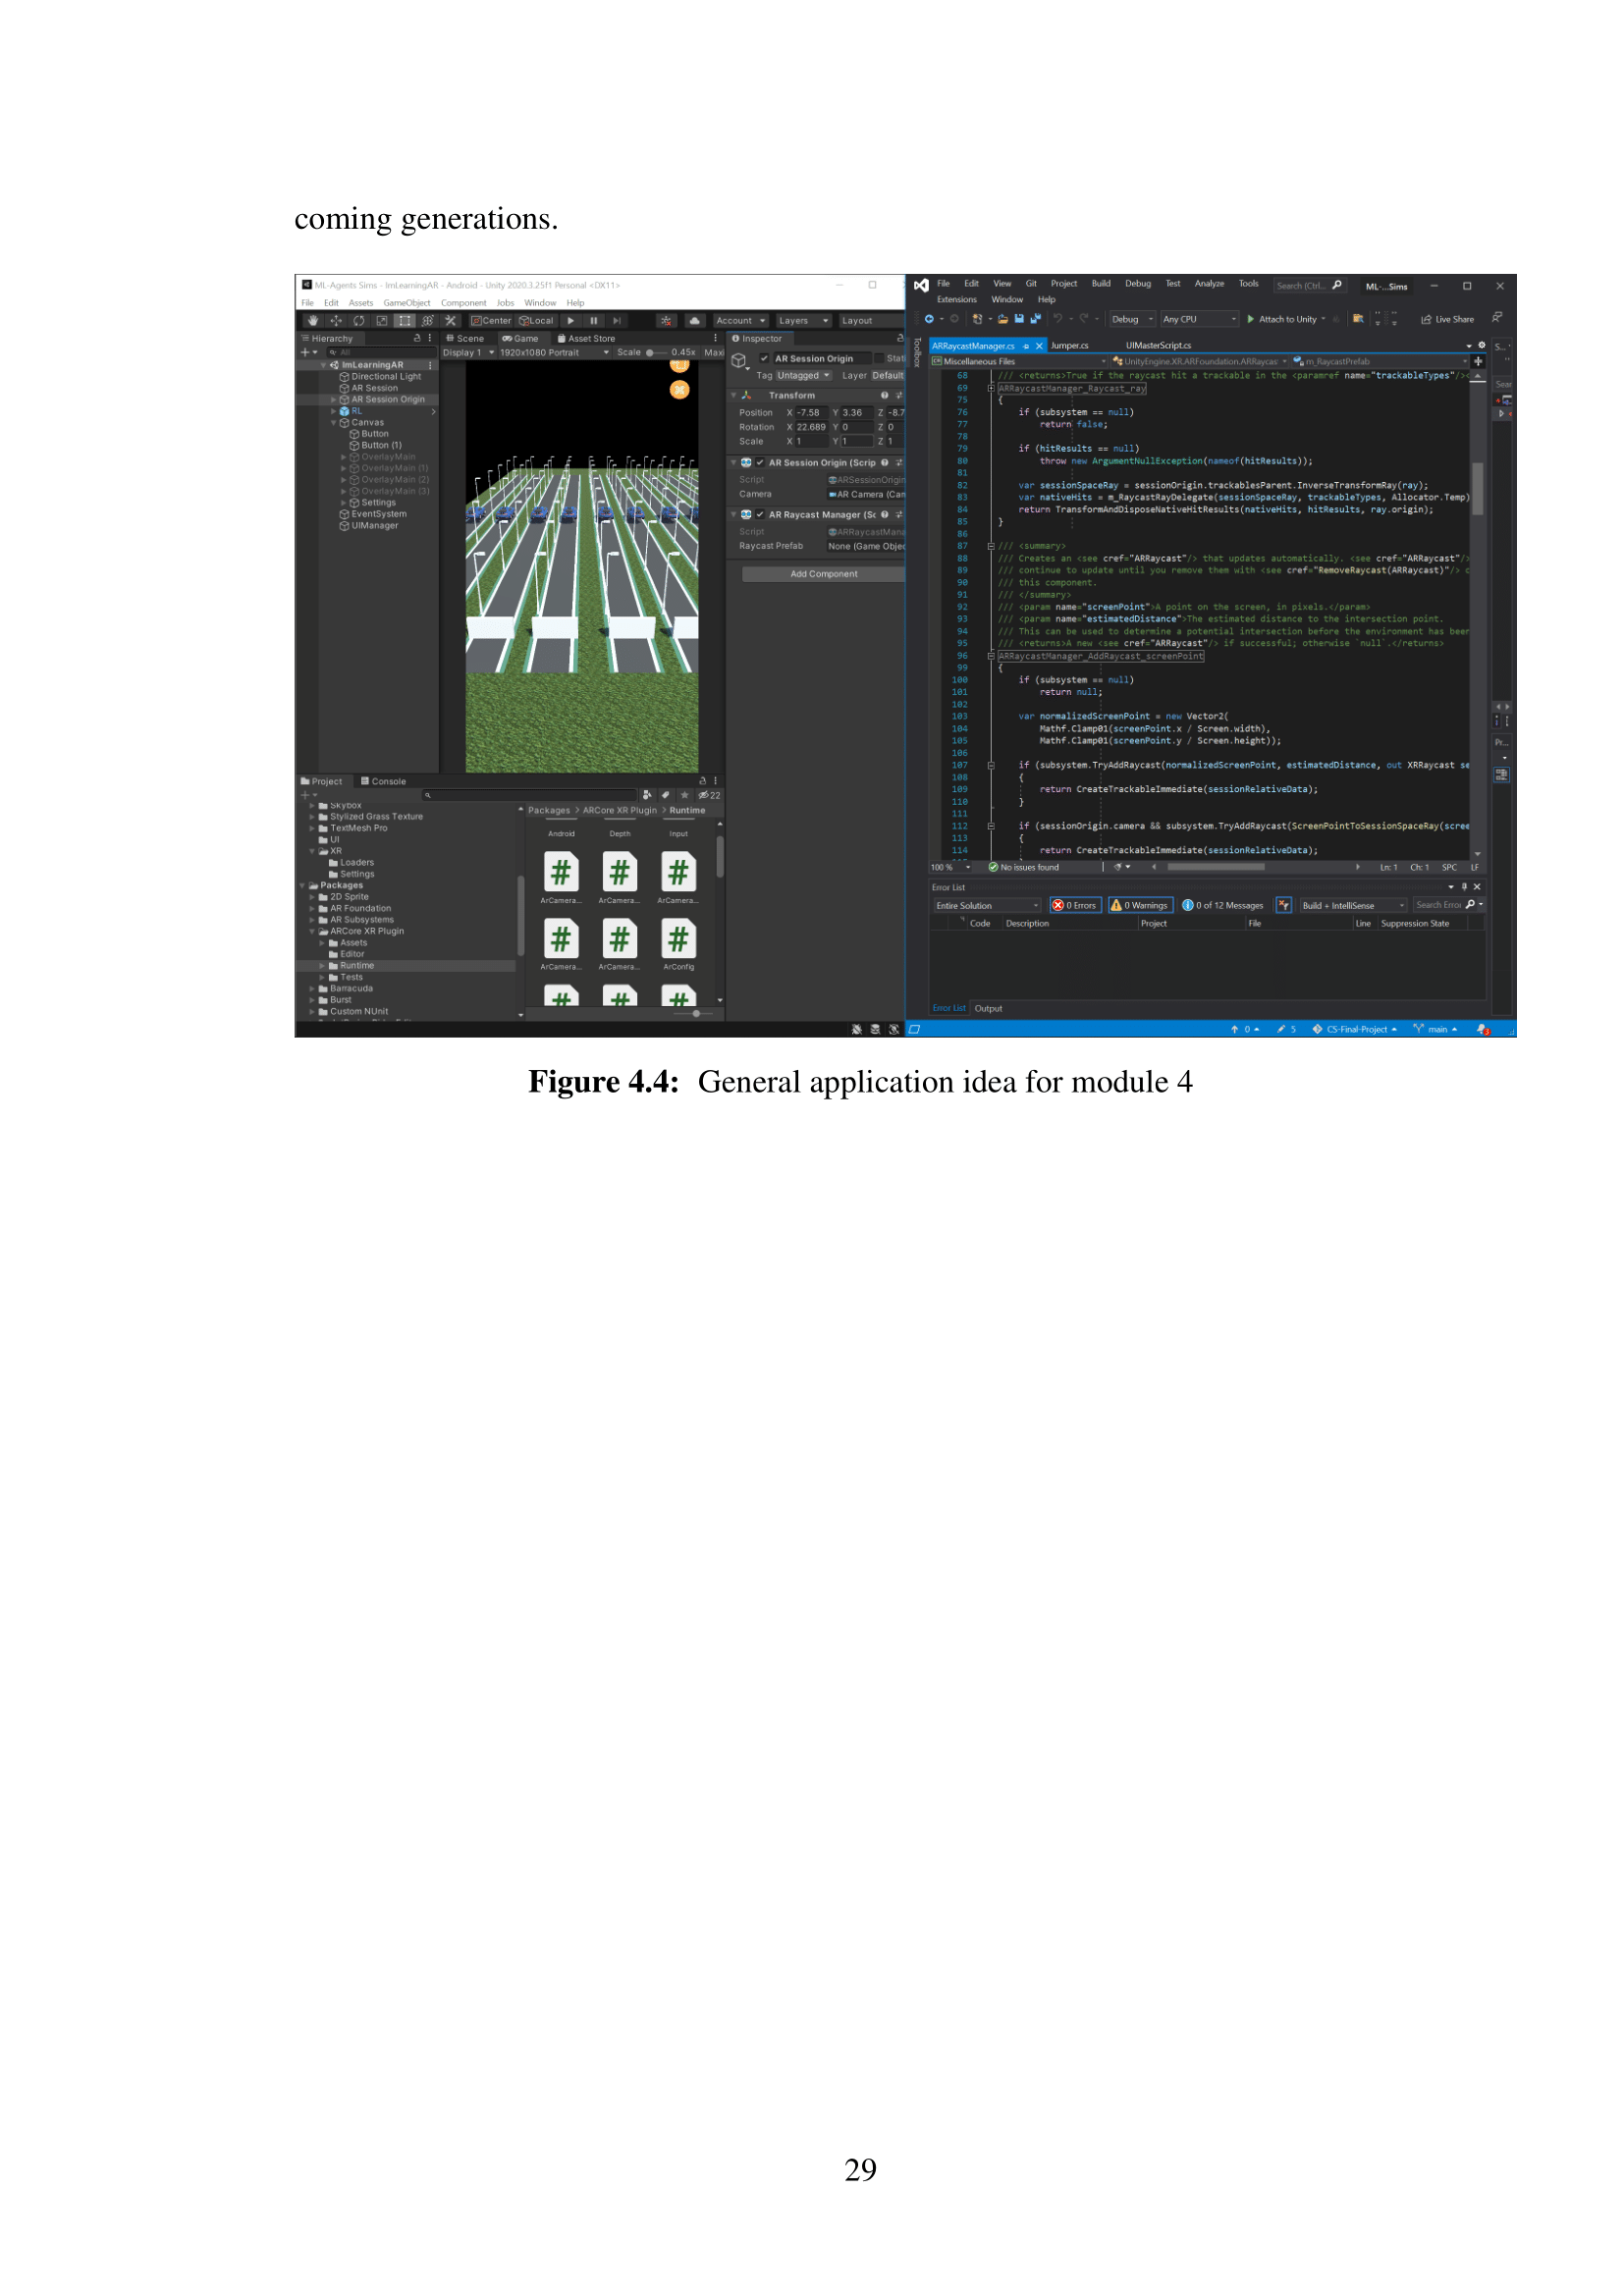 coming generations.
ML-Agents Sims - ImLearningAR - Android - Unity 2020.3.25f1 Personal <DX11>
File Edit Assets GameObject Component Jobs Window Help
Center Local Account Layers Layout
Hierarchy
All
ImLearningAR
Directional Light
AR Session
AR Session Origin
RL
Canvas
Button
Button (1)
OverlayMain
OverlayMain (1)
OverlayMain (2)
OverlayMain (3)
Settings
EventSystem
UIManager
Scene Game Asset Store
Display 1 1920x1080 Portrait Scale 0.45x Maxi
Inspector
AR Session Origin Stati
Tag Untagged Layer Default
Transform
Position X -7.58 Y 3.36 Z -8.7
Rotation X 22.689 Y 0 Z 0
Scale X 1 Y 1 Z 1
AR Session Origin (Scrip
Script ARSessionOrigin
Camera AR Camera (Cam
AR Raycast Manager (Sc
Script ARRaycastMana
Raycast Prefab None (Game Objec
Add Component
Project Console
22
Skybox
Stylized Grass Texture
TextMesh Pro
UI
XR
Loaders
Settings
Packages
2D Sprite
AR Foundation
AR Subsystems
ARCore XR Plugin
Assets
Editor
Runtime
Tests
Barracuda
Burst
Custom NUnit
Packages > ARCore XR Plugin > Runtime
Android Depth Input
ArCamera... ArCamera... ArCamera...
ArCamera... ArCamera... ArConfig
File Edit View Git Project Build Debug Test Analyze Tools Search (Ctrl... ML-...Sims
Extensions Window Help
Debug Any CPU Attach to Unity Live Share
Toolbox
ARRaycastManager.cs Jumper.cs UIMasterScript.cs
Miscellaneous Files UnityEngine.XR.ARFoundation.ARRaycas m_RaycastPrefab
68 /// <returns>True if the raycast hit a trackable in the <paramref name="trackableTypes"/><
69 ARRaycastManager_Raycast_ray
75 {
76 if (subsystem == null)
77 return false;
78
79 if (hitResults == null)
80 throw new ArgumentNullException(nameof(hitResults));
81
82 var sessionSpaceRay = sessionOrigin.trackablesParent.InverseTransformRay(ray);
83 var nativeHits = m_RaycastRayDelegate(sessionSpaceRay, trackableTypes, Allocator.Temp)
84 return TransformAndDisposeNativeHitResults(nativeHits, hitResults, ray.origin);
85 }
86
87 /// <summary>
88 /// Creates an <see cref="ARRaycast"/> that updates automatically. <see cref="ARRaycast"/>
89 /// continue to update until you remove them with <see cref="RemoveRaycast(ARRaycast)"/> o
90 /// this component.
91 /// </summary>
92 /// <param name="screenPoint">A point on the screen, in pixels.</param>
93 /// <param name="estimatedDistance">The estimated distance to the intersection point.
94 /// This can be used to determine a potential intersection before the environment has been
95 /// <returns>A new <see cref="ARRaycast"/> if successful; otherwise `null`.</returns>
96 ARRaycastManager_AddRaycast_screenPoint
99 {
100 if (subsystem == null)
101 return null;
102
103 var normalizedScreenPoint = new Vector2(
104 Mathf.Clamp01(screenPoint.x / Screen.width),
105 Mathf.Clamp01(screenPoint.y / Screen.height));
106
107 if (subsystem.TryAddRaycast(normalizedScreenPoint, estimatedDistance, out XRRaycast se
108 {
109 return CreateTrackableImmediate(sessionRelativeData);
110 }
111
112 if (sessionOrigin.camera && subsystem.TryAddRaycast(ScreenPointToSessionSpaceRay(scree
113 {
114 return CreateTrackableImmediate(sessionRelativeData);
100 % No issues found Ln: 1 Ch: 1 SPC LF
Error List
Entire Solution 0 Errors 0 Warnings 0 of 12 Messages Build + IntelliSense Search Error
Code Description Project File Line Suppression State
Error List Output
0 5 CS-Final-Project main 3
Figure 4.4: General application idea for module 4
29